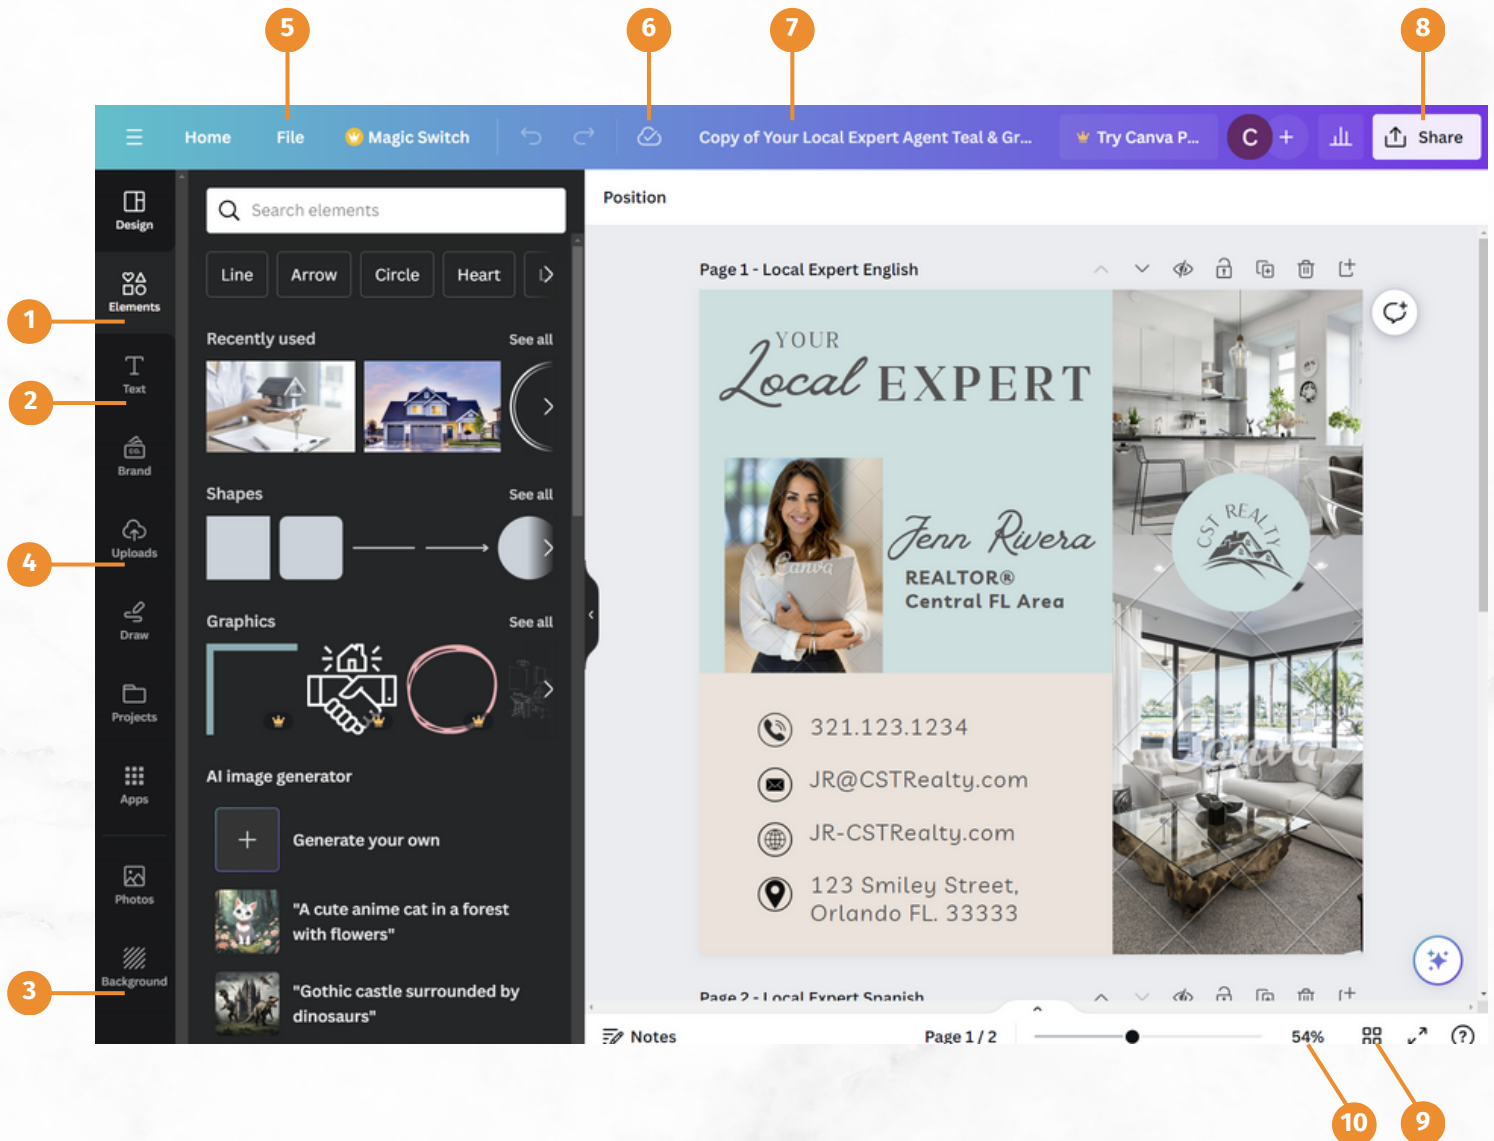 5
6
7
8
Home
File
Magic Switch
Copy of Your Local Expert Agent Teal & Gr...
Try Canva P...
C
+
Share
Design
Elements
1
Text
2
Brand
CO.
Uploads
4
Draw
Projects
Apps
Photos
Background
3
Search elements
Line
Arrow
Circle
Heart
Recently used
See all
Shapes
See all
Graphics
See all
AI image generator
Generate your own
"A cute anime cat in a forest
with flowers"
"Gothic castle surrounded by
dinosaurs"
Position
Page 1 - Local Expert English
YOUR
Local EXPERT
Canva
Jenn Rivera
REALTOR®
Central FL Area
CST REALTY
Canva
321.123.1234
JR@CSTRealty.com
JR-CSTRealty.com
123 Smiley Street,
Orlando FL. 33333
Page 2 - Local Expert Spanish
Notes
Page 1 / 2
54%
10
9